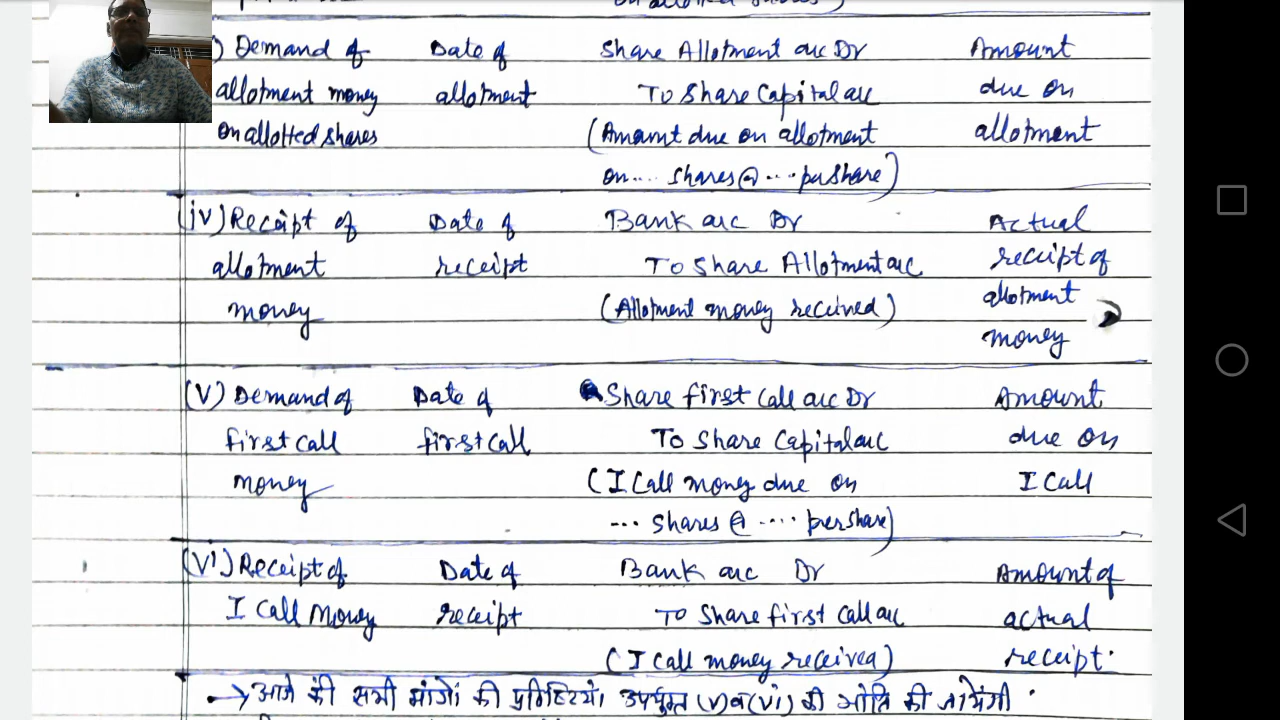 ) Demand of Date of Share Allotment a/c Dr Amount
allotment money allotment To Share Capital a/c due on
on allotted shares (Amount due on allotment allotment
on.... shares @ .... per share)
(iv) Receipt of Date of Bank a/c Dr Actual
allotment receipt To Share Allotment a/c receipt of
money (Allotment money received) allotment
money
(V) Demand of Date of Share first call a/c Dr Amount
first call first call To Share Capital a/c due on
money (I Call money due on I Call
... shares @ .... per share)
(Vi) Receipt of Date of Bank a/c Dr Amount of
I Call Money receipt To Share first Call a/c actual
(I Call money received) receipt.
→ आगे की सभी मांगों की प्रविष्टियाँ उपर्युक्त (v) व (vi) की भाँति की जायेंगी .